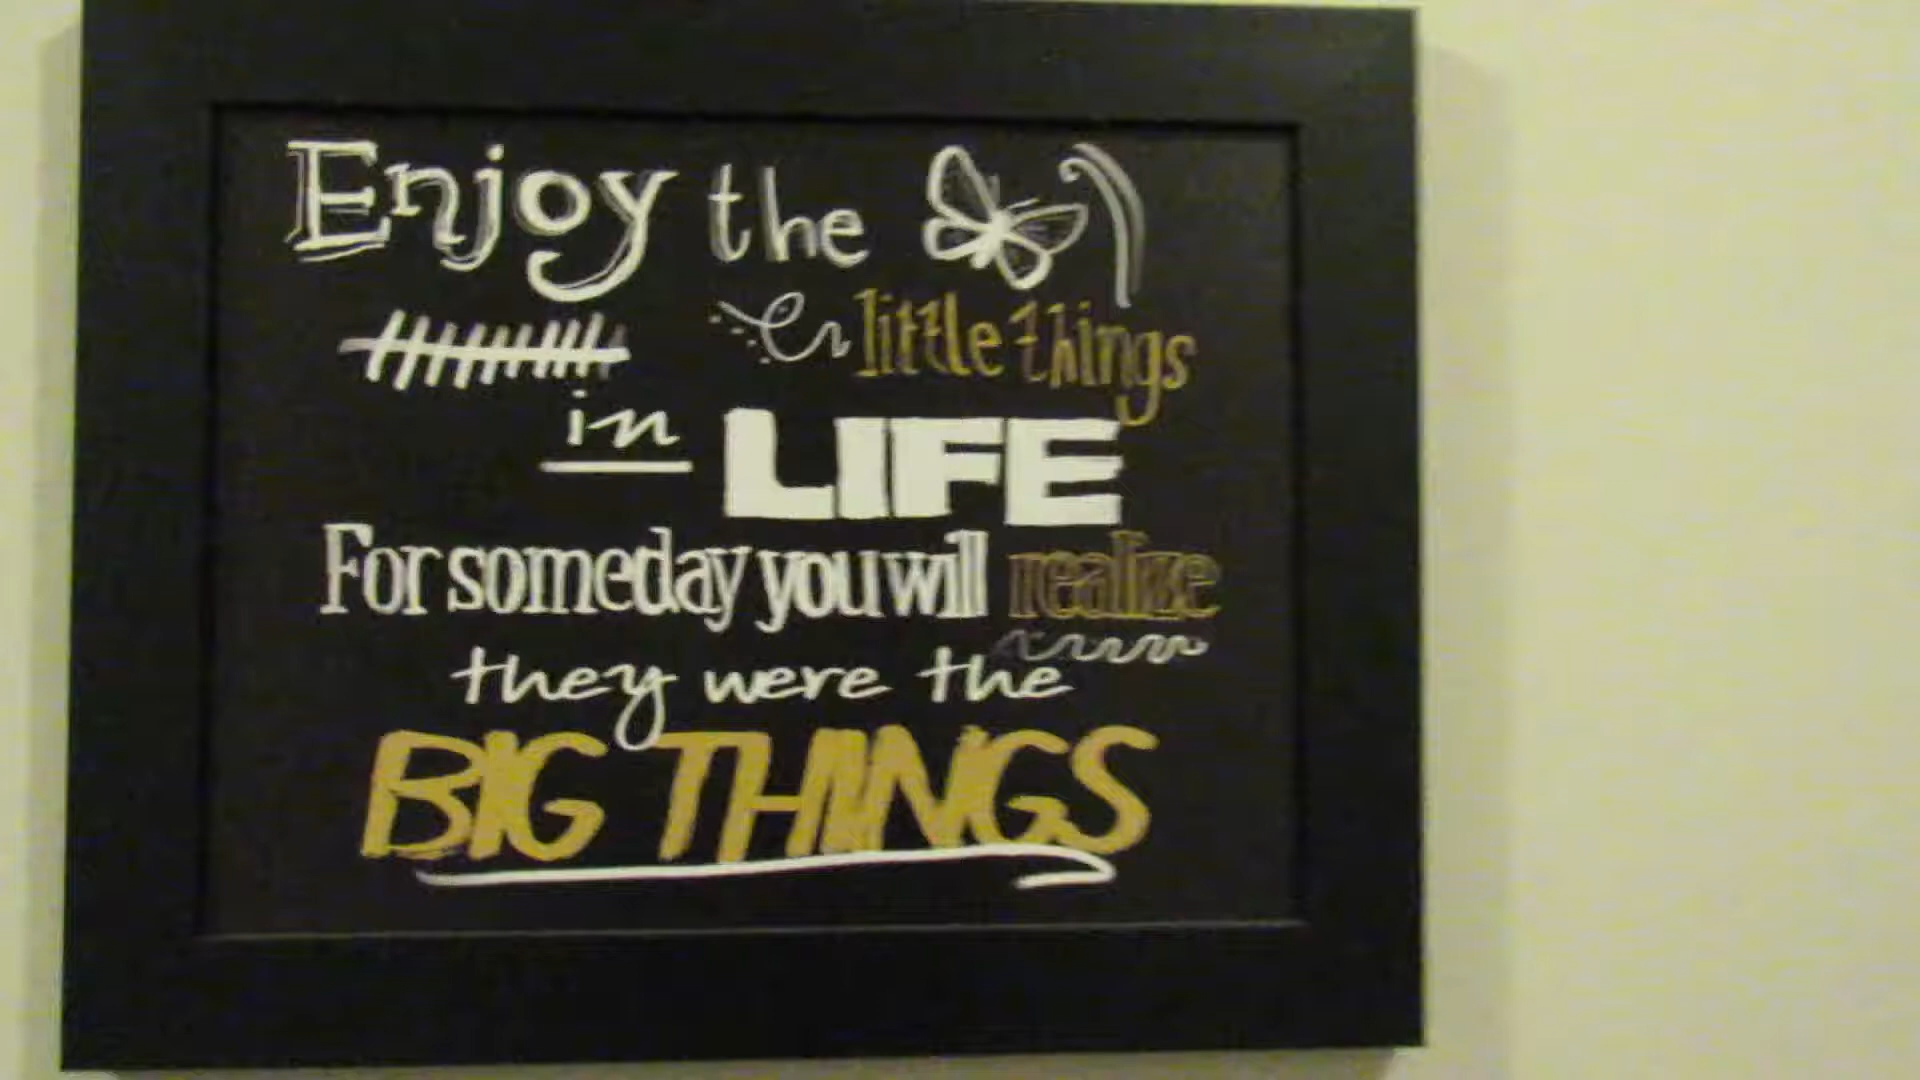 Enjoy the
little things
in LIFE
For someday you will realize
they were the
BIG THINGS